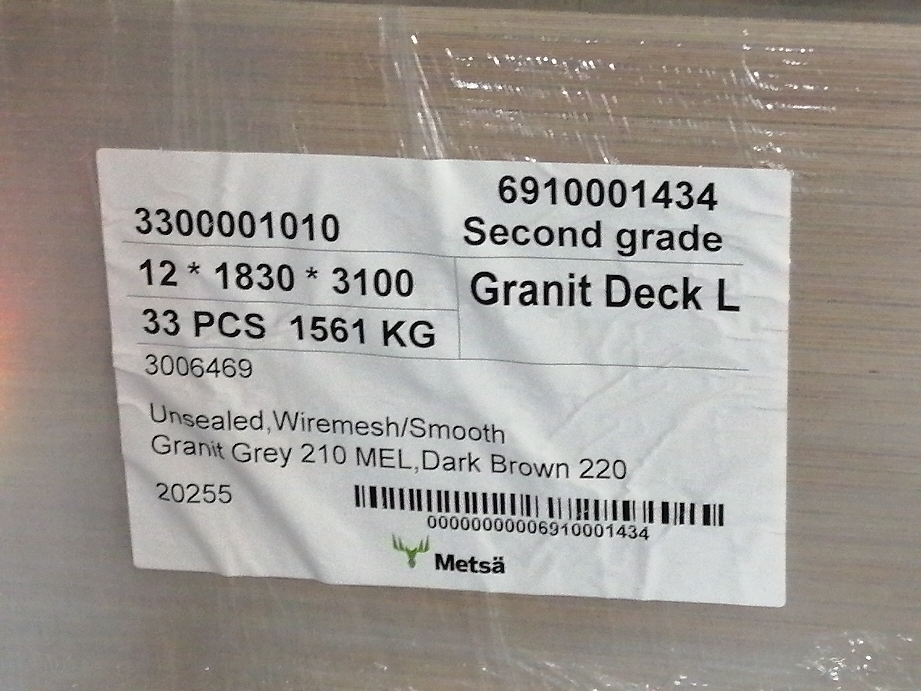 6910001434
3300001010
Second grade
12 * 1830 * 3100
Granit Deck L
33 PCS 1561 KG
3006469
Unsealed,Wiremesh/Smooth
Granit Grey 210 MEL,Dark Brown 220
20255
00000000006910001434
Metsä